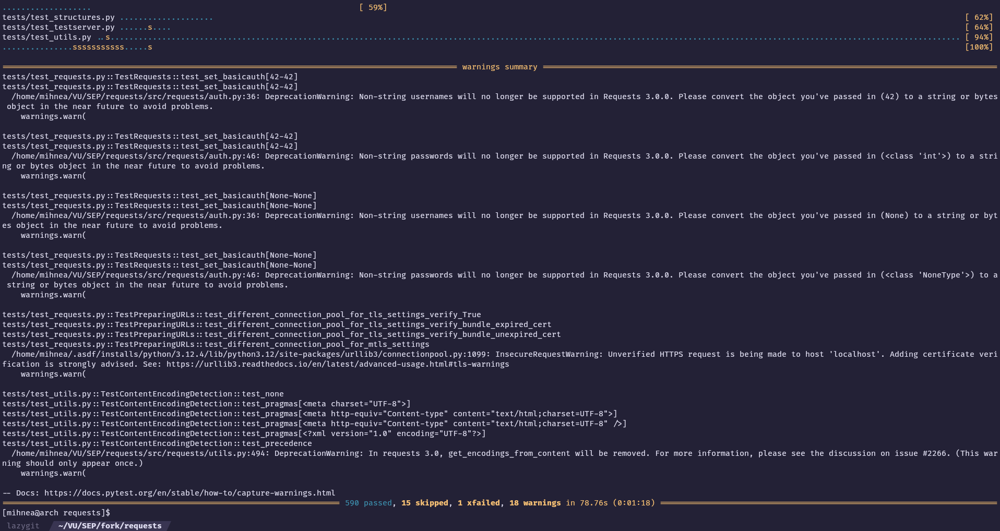 ................... [ 59%]
tests/test_structures.py .................... [ 62%]
tests/test_testserver.py ......s.... [ 64%]
tests/test_utils.py ..s..................................................................................................................................................................................... [ 94%]
...............sssssssssss.....s [100%]
warnings summary
tests/test_requests.py::TestRequests::test_set_basicauth[42-42]
tests/test_requests.py::TestRequests::test_set_basicauth[42-42]
/home/mihnea/VU/SEP/requests/src/requests/auth.py:36: DeprecationWarning: Non-string usernames will no longer be supported in Requests 3.0.0. Please convert the object you've passed in (42) to a string or bytes
object in the near future to avoid problems.
warnings.warn(
tests/test_requests.py::TestRequests::test_set_basicauth[42-42]
tests/test_requests.py::TestRequests::test_set_basicauth[42-42]
/home/mihnea/VU/SEP/requests/src/requests/auth.py:46: DeprecationWarning: Non-string passwords will no longer be supported in Requests 3.0.0. Please convert the object you've passed in (<class 'int'>) to a stri
ng or bytes object in the near future to avoid problems.
warnings.warn(
tests/test_requests.py::TestRequests::test_set_basicauth[None-None]
tests/test_requests.py::TestRequests::test_set_basicauth[None-None]
/home/mihnea/VU/SEP/requests/src/requests/auth.py:36: DeprecationWarning: Non-string usernames will no longer be supported in Requests 3.0.0. Please convert the object you've passed in (None) to a string or byt
es object in the near future to avoid problems.
warnings.warn(
tests/test_requests.py::TestRequests::test_set_basicauth[None-None]
tests/test_requests.py::TestRequests::test_set_basicauth[None-None]
/home/mihnea/VU/SEP/requests/src/requests/auth.py:46: DeprecationWarning: Non-string passwords will no longer be supported in Requests 3.0.0. Please convert the object you've passed in (<class 'NoneType'>) to a
string or bytes object in the near future to avoid problems.
warnings.warn(
tests/test_requests.py::TestPreparingURLs::test_different_connection_pool_for_tls_settings_verify_True
tests/test_requests.py::TestPreparingURLs::test_different_connection_pool_for_tls_settings_verify_bundle_expired_cert
tests/test_requests.py::TestPreparingURLs::test_different_connection_pool_for_tls_settings_verify_bundle_unexpired_cert
tests/test_requests.py::TestPreparingURLs::test_different_connection_pool_for_mtls_settings
/home/mihnea/.asdf/installs/python/3.12.4/lib/python3.12/site-packages/urllib3/connectionpool.py:1099: InsecureRequestWarning: Unverified HTTPS request is being made to host 'localhost'. Adding certificate veri
fication is strongly advised. See: https://urllib3.readthedocs.io/en/latest/advanced-usage.html#tls-warnings
warnings.warn(
tests/test_utils.py::TestContentEncodingDetection::test_none
tests/test_utils.py::TestContentEncodingDetection::test_pragmas[<meta charset="UTF-8">]
tests/test_utils.py::TestContentEncodingDetection::test_pragmas[<meta http-equiv="Content-type" content="text/html;charset=UTF-8">]
tests/test_utils.py::TestContentEncodingDetection::test_pragmas[<meta http-equiv="Content-type" content="text/html;charset=UTF-8" />]
tests/test_utils.py::TestContentEncodingDetection::test_pragmas[<?xml version="1.0" encoding="UTF-8"?>]
tests/test_utils.py::TestContentEncodingDetection::test_precedence
/home/mihnea/VU/SEP/requests/src/requests/utils.py:494: DeprecationWarning: In requests 3.0, get_encodings_from_content will be removed. For more information, please see the discussion on issue #2266. (This war
ning should only appear once.)
warnings.warn(
-- Docs: https://docs.pytest.org/en/stable/how-to/capture-warnings.html
590 passed, 15 skipped, 1 xfailed, 18 warnings in 78.76s (0:01:18)
[mihnea@arch requests]$
lazygit ~/VU/SEP/fork/requests